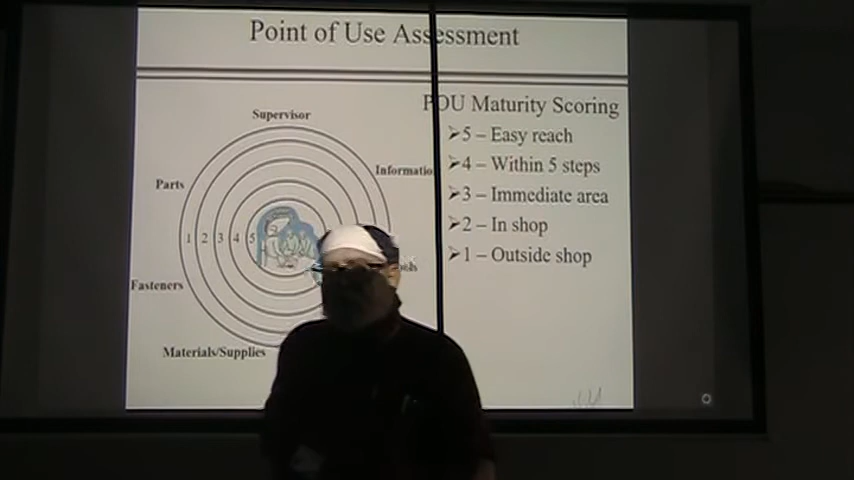 Point of Use Assessment
POU Maturity Scoring
➢5 – Easy reach
➢4 – Within 5 steps
➢3 – Immediate area
➢2 – In shop
➢1 – Outside shop
Supervisor
Informatio
Parts
1 2 3 4 5
Fasteners
Materials/Supplies